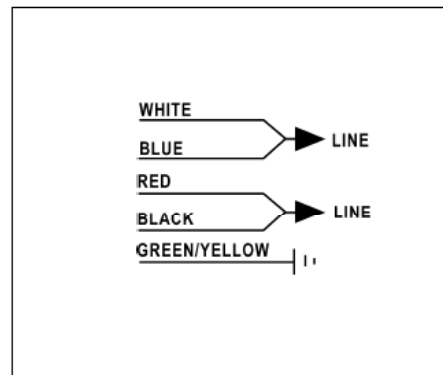 WHITE
LINE
BLUE
RED
LINE
BLACK
GREEN/YELLOW